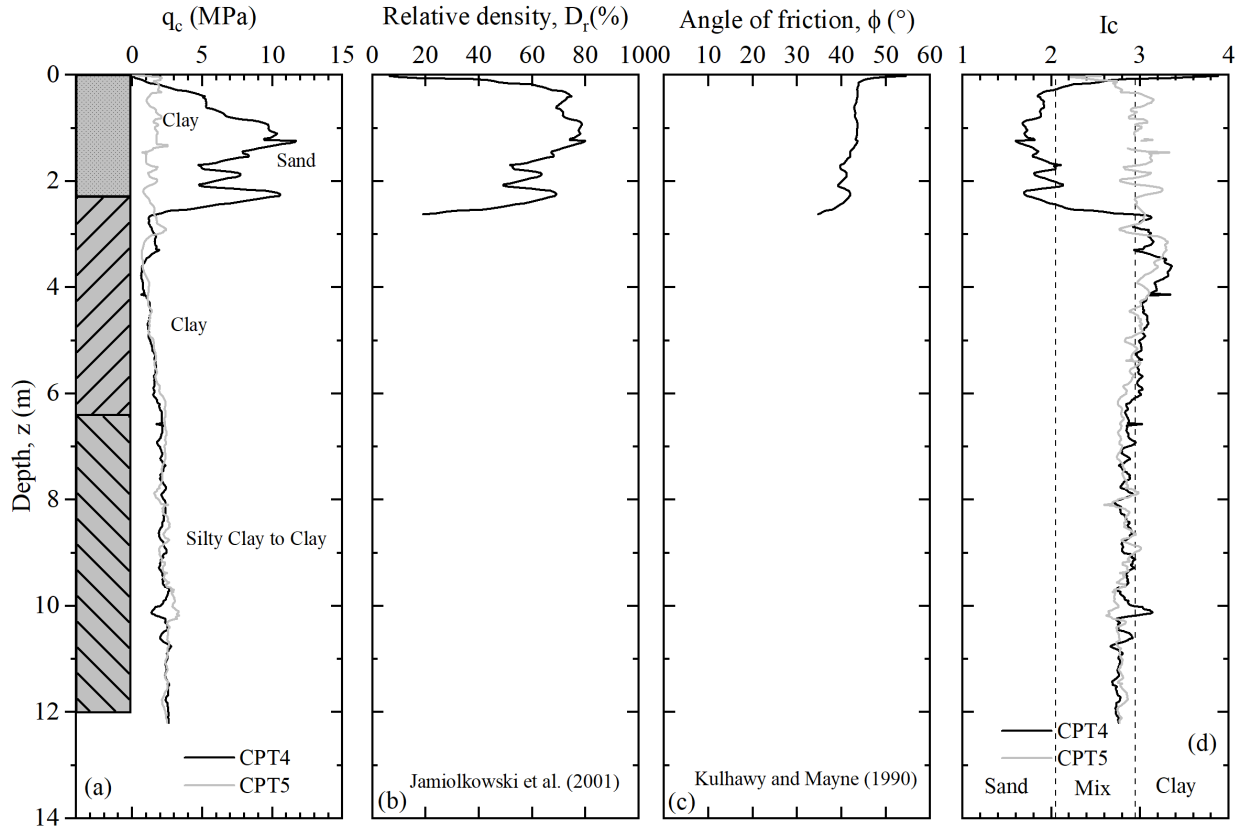 q_c (MPa)
Relative density, D_r(%)
Angle of friction, ϕ (°)
Ic
0 5 10 15
0 20 40 60 80 100
0 10 20 30 40 50 60
1 2 3 4
0
2
4
6
8
10
12
14
Depth, z (m)
Clay
Sand
Clay
Silty Clay to Clay
CPT4
CPT5
(a)
Jamiolkowski et al. (2001)
(b)
Kulhawy and Mayne (1990)
(c)
CPT4
CPT5
(d)
Sand Mix Clay